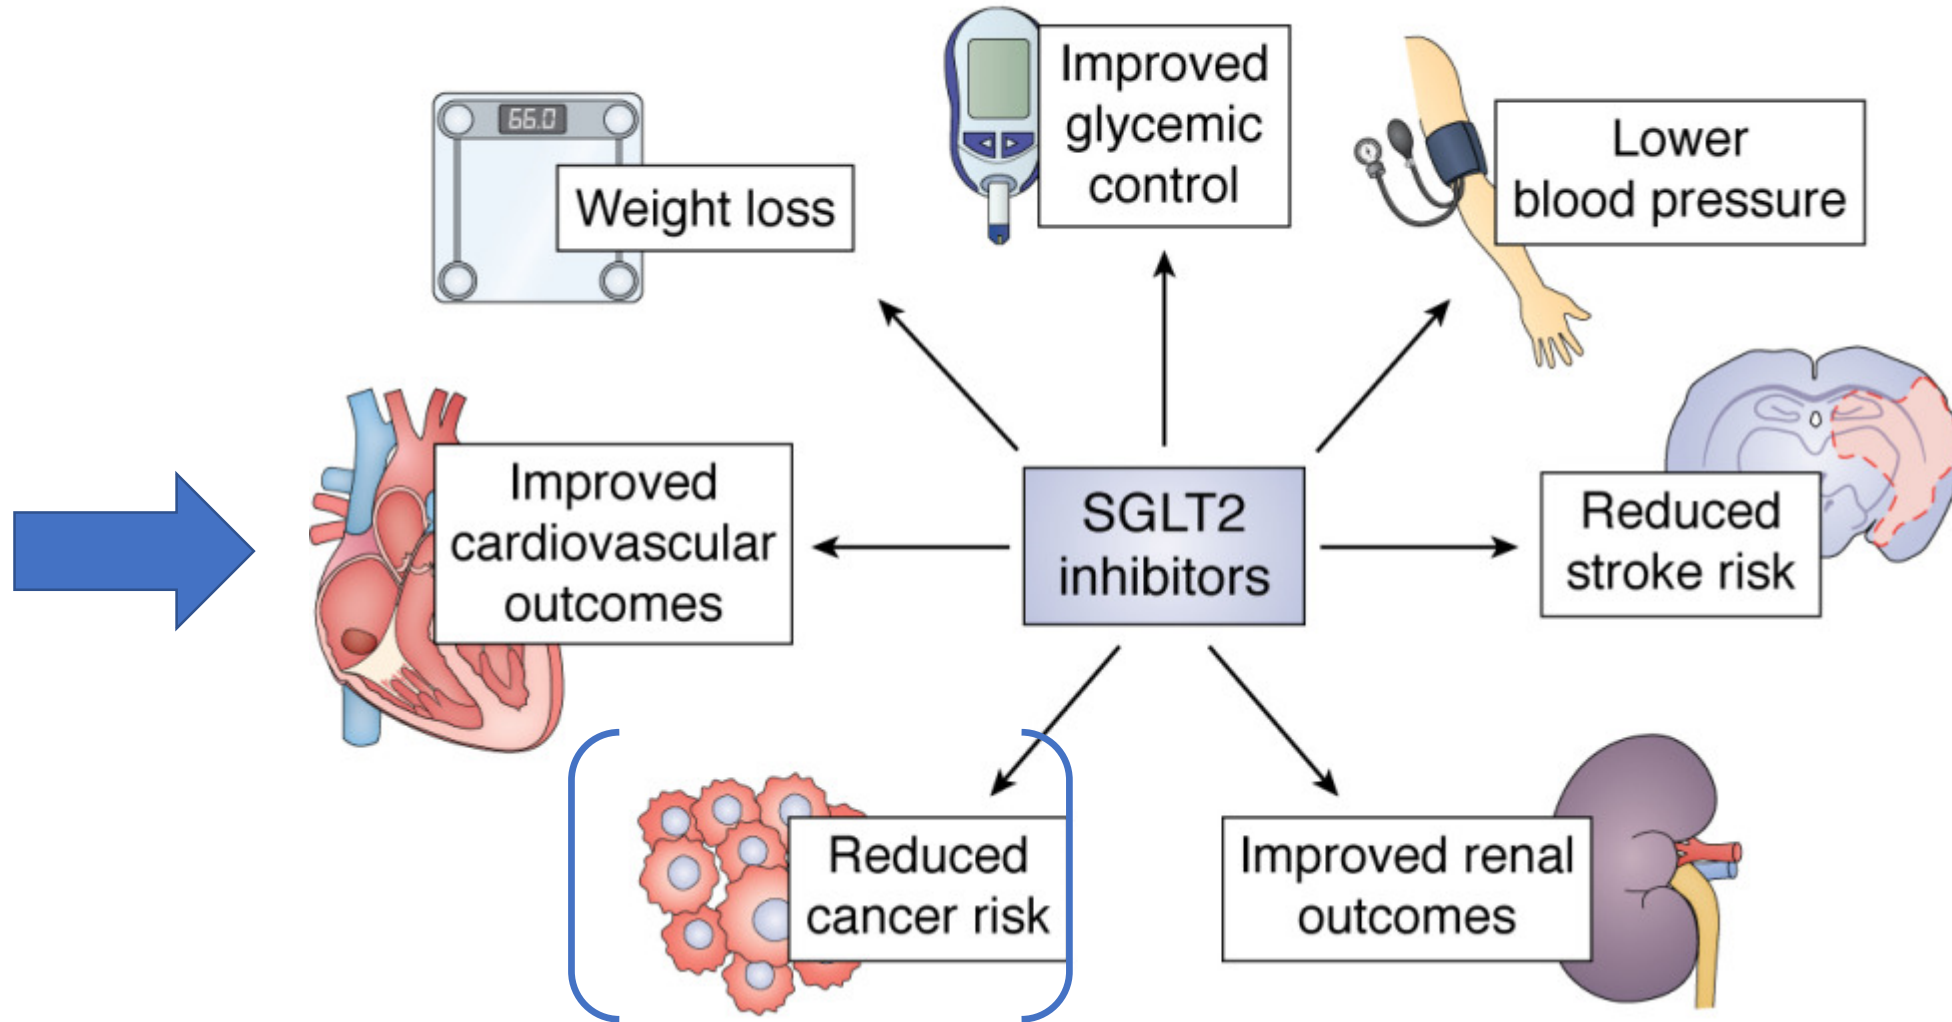 66.0
Weight loss
Improved
glycemic
control
Lower
blood pressure
Improved
cardiovascular
outcomes
SGLT2
inhibitors
Reduced
stroke risk
Reduced
cancer risk
Improved renal
outcomes